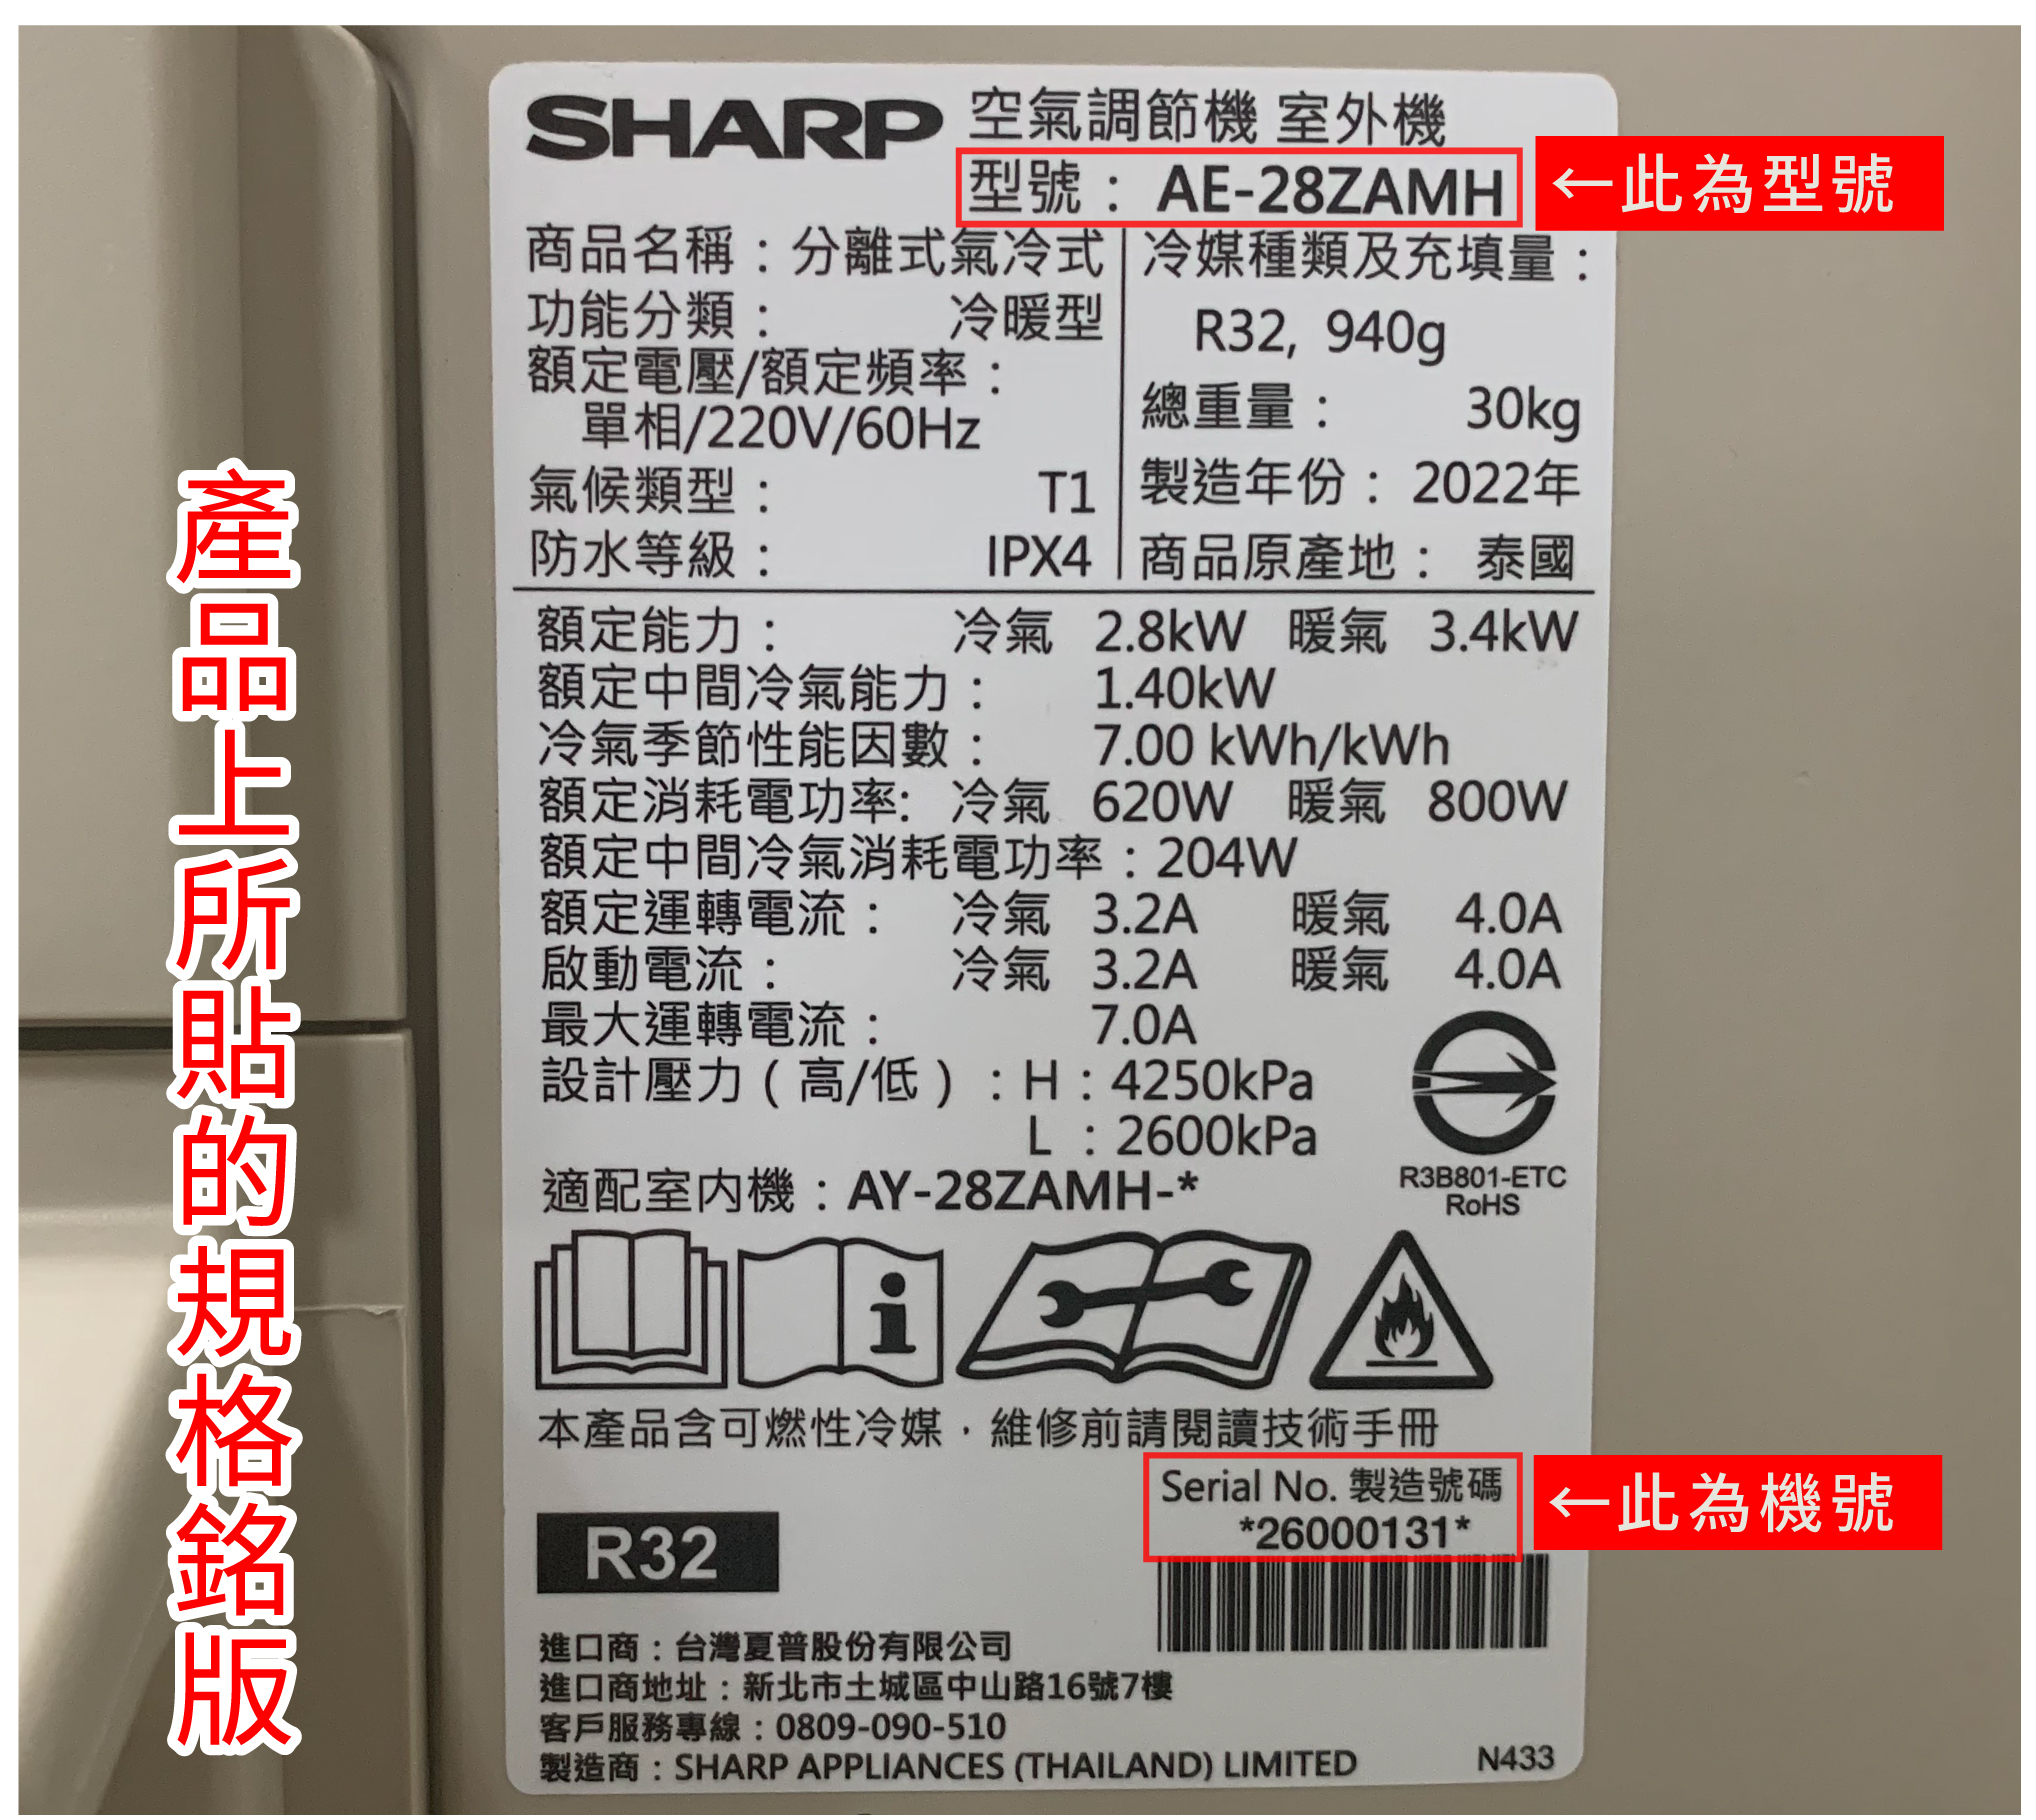 SHARP 空氣調節機 室外機
型號： AE-28ZAMH
←此為型號
商品名稱：分離式氣冷式
功能分類： 冷暖型
額定電壓/額定頻率：
單相/220V/60Hz
氣候類型： T1
防水等級： IPX4
冷媒種類及充填量：
R32, 940g
總重量： 30kg
製造年份： 2022年
商品原產地： 泰國
額定能力： 冷氣 2.8kW 暖氣 3.4kW
額定中間冷氣能力： 1.40kW
冷氣季節性能因數： 7.00 kWh/kWh
額定消耗電功率: 冷氣 620W 暖氣 800W
額定中間冷氣消耗電功率：204W
額定運轉電流： 冷氣 3.2A 暖氣 4.0A
啟動電流： 冷氣 3.2A 暖氣 4.0A
最大運轉電流： 7.0A
設計壓力（高/低）：H：4250kPa
L ：2600kPa
適配室內機：AY-28ZAMH-*
R3B801-ETC
RoHS
i
本產品含可燃性冷媒，維修前請閱讀技術手冊
Serial No. 製造號碼
*26000131*
←此為機號
R32
進口商：台灣夏普股份有限公司
進口商地址：新北市土城區中山路16號7樓
客戶服務專線：0809-090-510
製造商：SHARP APPLIANCES (THAILAND) LIMITED
N433
產品上所貼的規格銘版